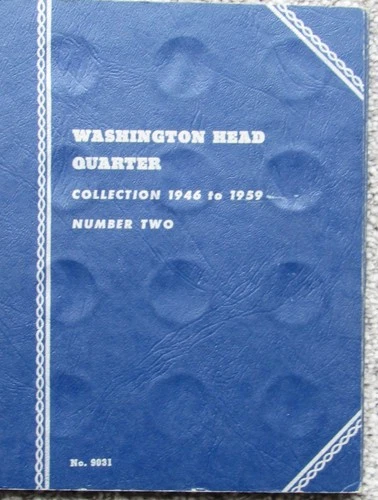 WASHINGTON HEAD
QUARTER
COLLECTION 1946 to 1959
NUMBER TWO
No. 9031